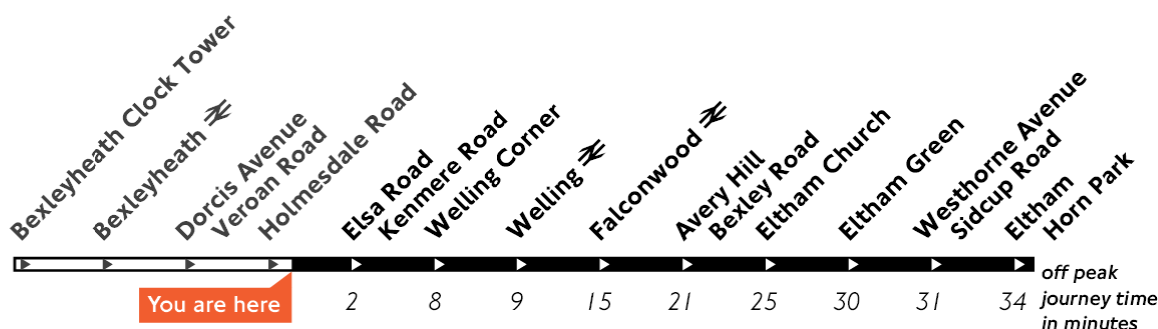 Bexleyheath Clock Tower
Bexleyheath
Dorcis Avenue
Veroan Road
Holmesdale Road
Elsa Road
Kenmere Road
Welling Corner
Welling
Falconwood
Avery Hill
Bexley Road
Eltham Church
Eltham Green
Westhorne Avenue
Sidcup Road
Eltham
Horn Park
You are here
2 8 9 15 21 25 30 31 34
off peak
journey time
in minutes